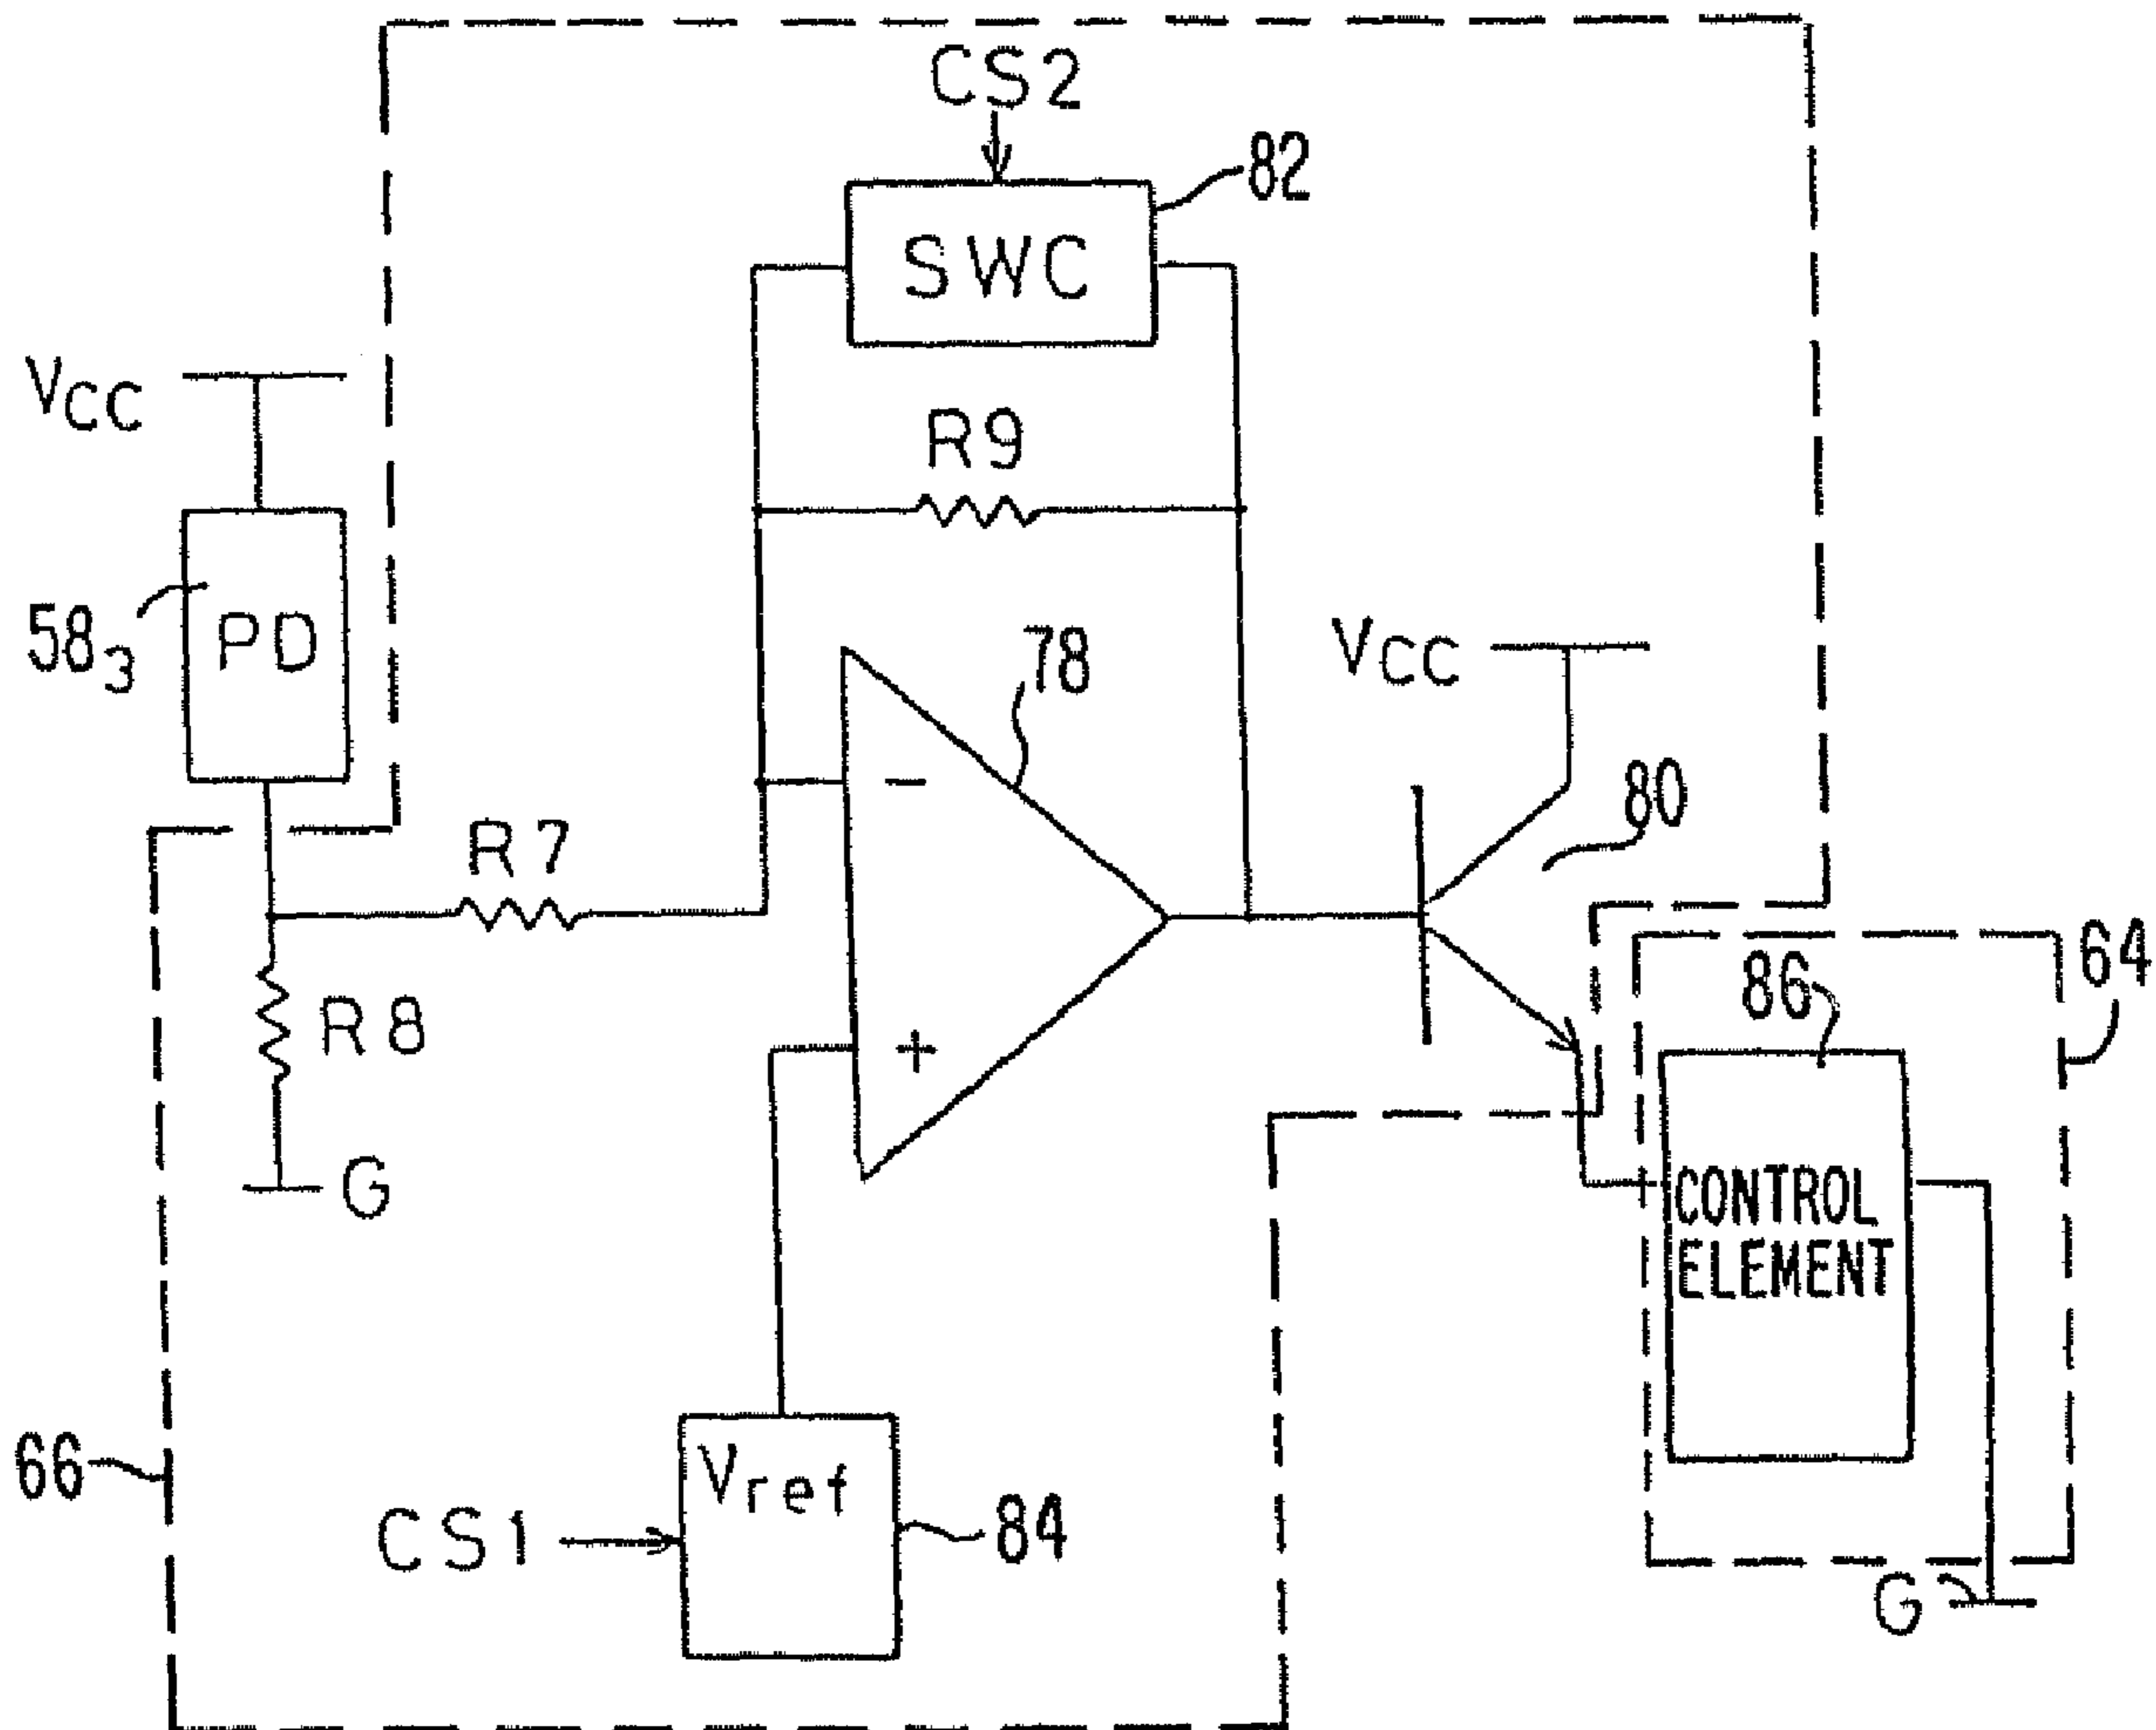 CS2
82
SWC
VCC
R9
58₃
PD
78
VCC
80
R7
R8
G
-
+
64
86
CONTROL
ELEMENT
66
Vref
CS1
84
G